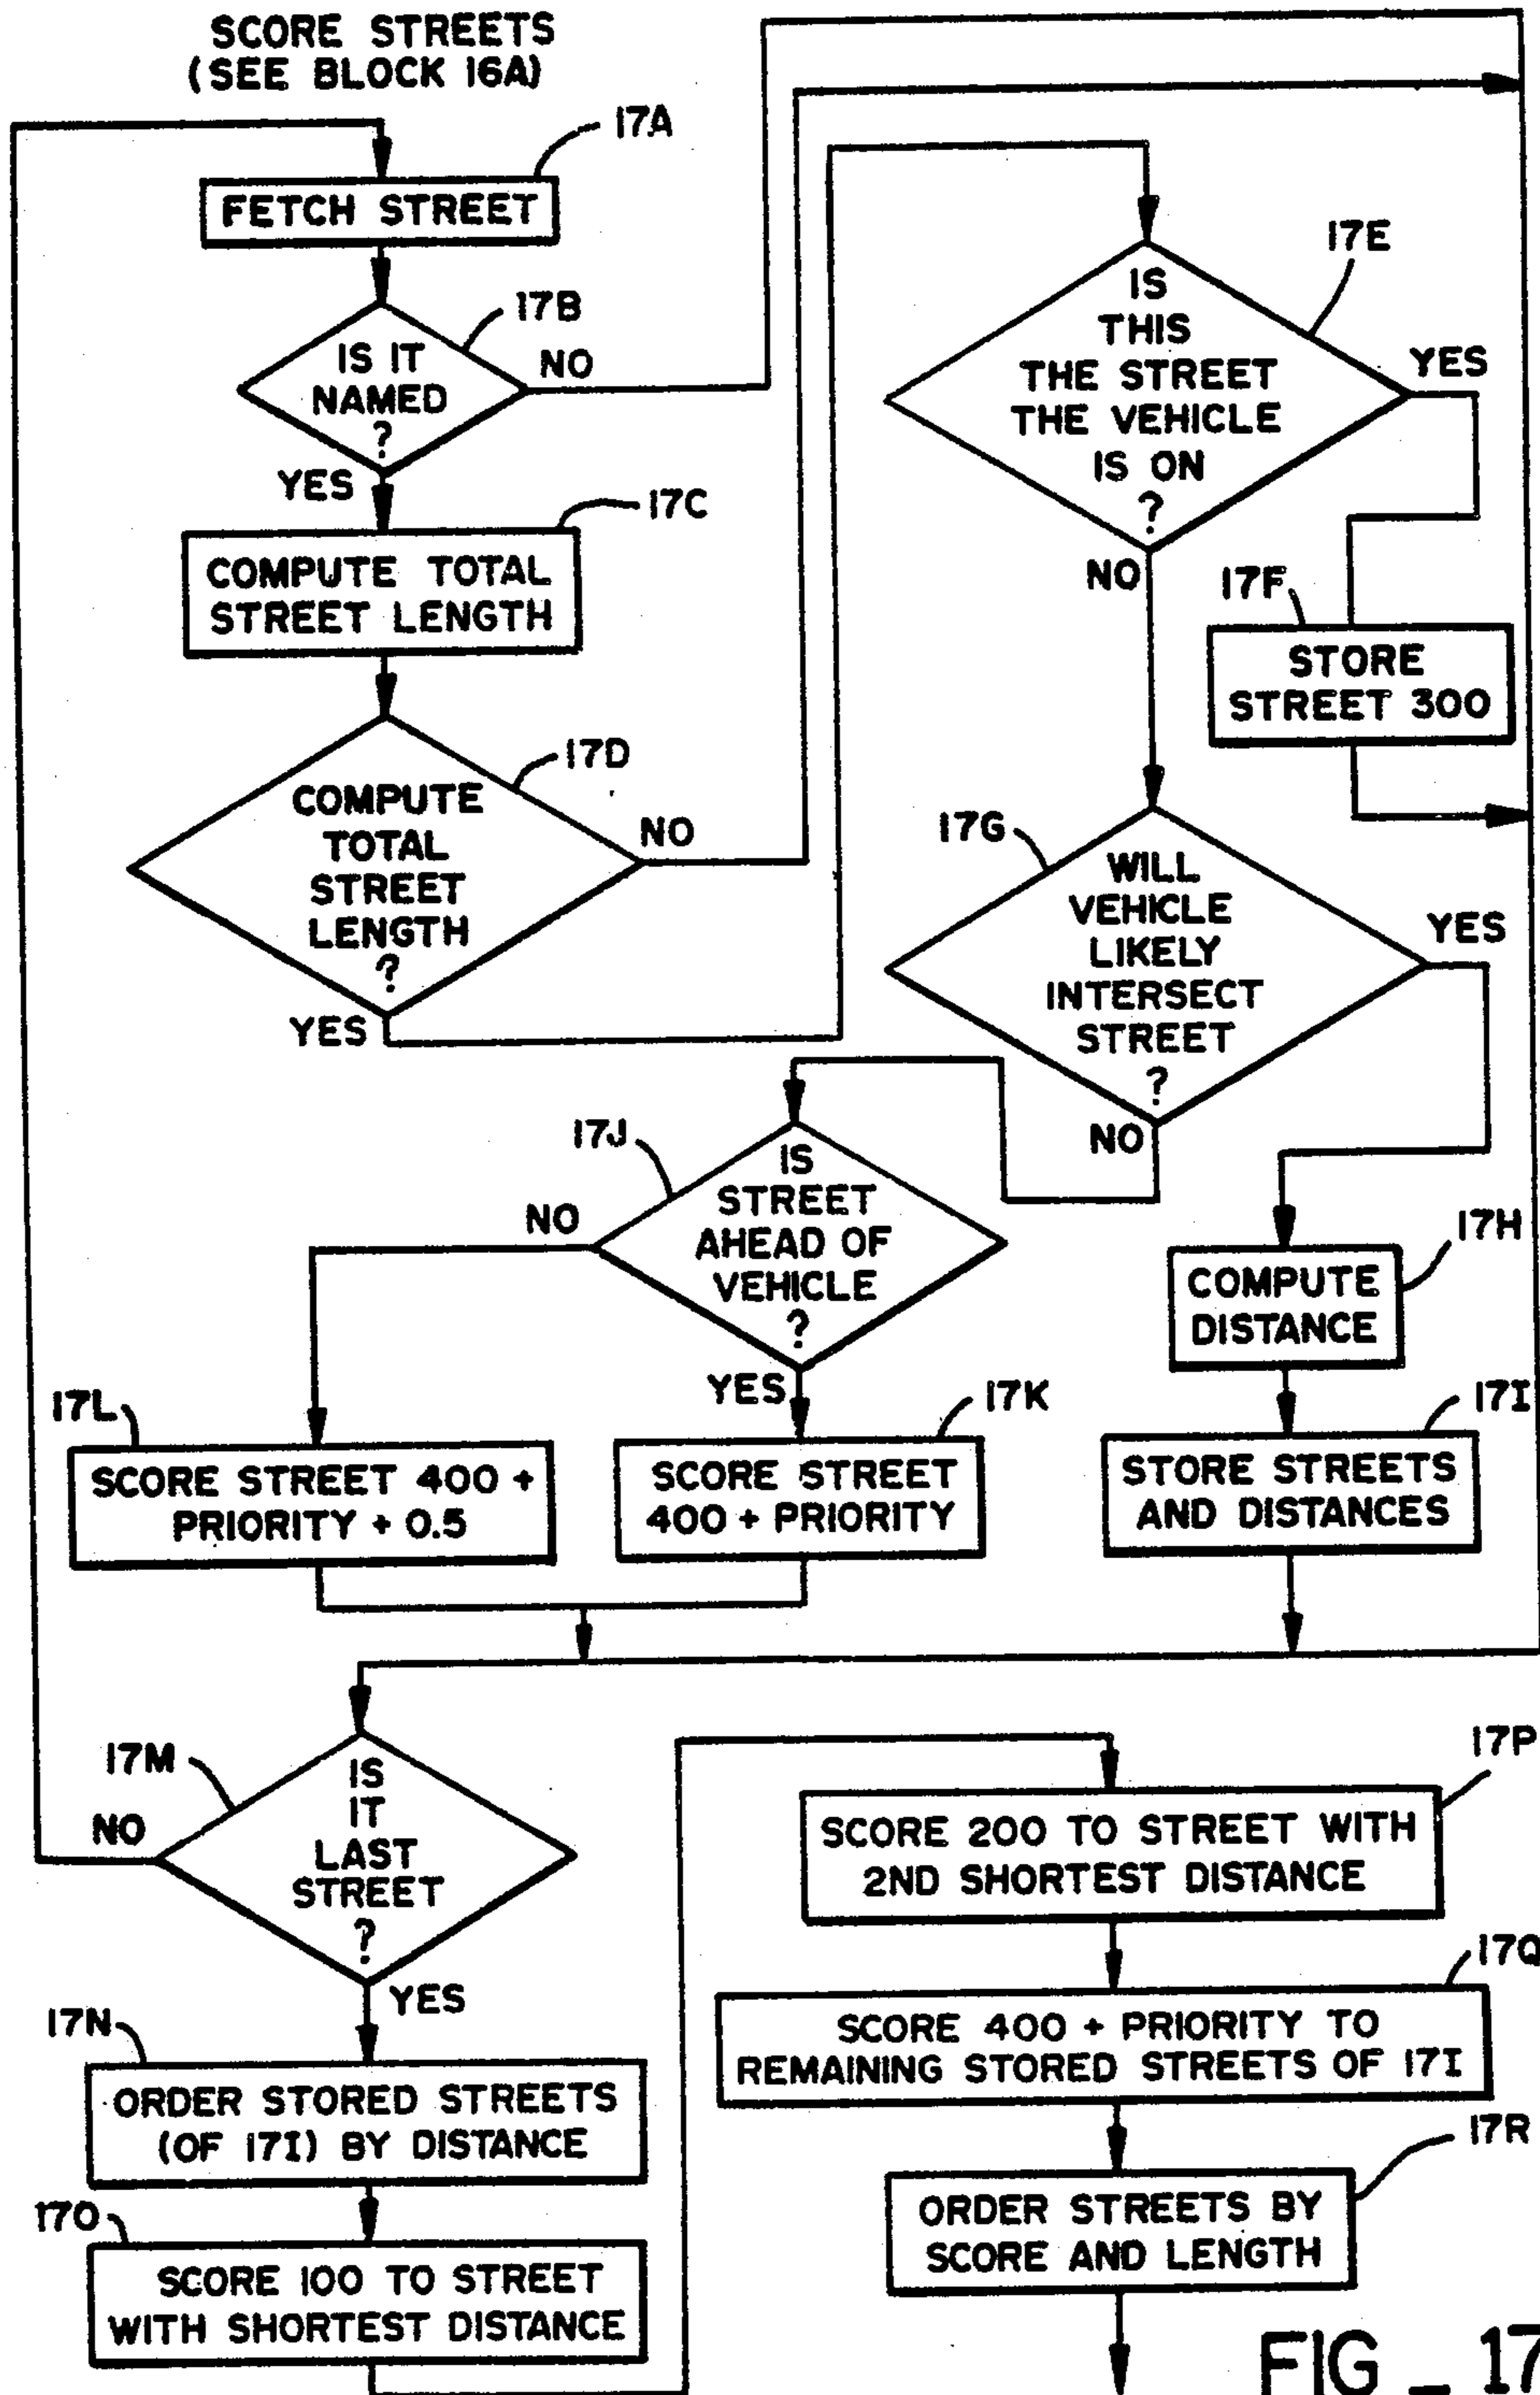 SCORE STREETS
(SEE BLOCK 16A)
17A
FETCH STREET
17B
IS IT
NAMED
?
NO
YES
17C
COMPUTE TOTAL
STREET LENGTH
17D
COMPUTE
TOTAL
STREET
LENGTH
?
NO
YES
17E
IS
THIS
THE STREET
THE VEHICLE
IS ON
?
YES
NO
17F
STORE
STREET 300
17G
WILL
VEHICLE
LIKELY
INTERSECT
STREET
?
YES
NO
17H
COMPUTE
DISTANCE
17I
STORE STREETS
AND DISTANCES
17J
IS
STREET
AHEAD OF
VEHICLE
?
NO
YES
17K
SCORE STREET
400 + PRIORITY
17L
SCORE STREET 400 +
PRIORITY + 0.5
17M
IS
IT
LAST
STREET
?
NO
YES
17N
ORDER STORED STREETS
(OF 17I) BY DISTANCE
17O
SCORE 100 TO STREET
WITH SHORTEST DISTANCE
17P
SCORE 200 TO STREET WITH
2ND SHORTEST DISTANCE
17Q
SCORE 400 + PRIORITY TO
REMAINING STORED STREETS OF 17I
17R
ORDER STREETS BY
SCORE AND LENGTH
FIG _ 17